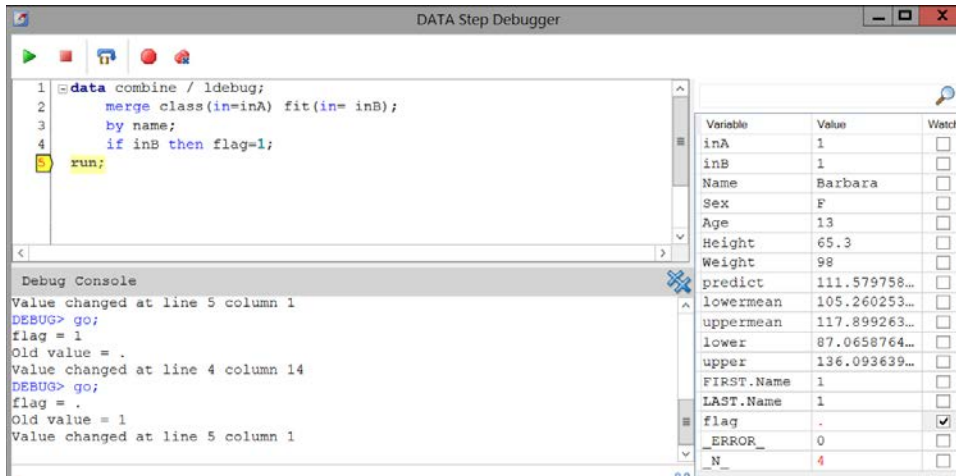 DATA Step Debugger
1 data combine / ldebug;
2 merge class(in=inA) fit(in= inB);
3 by name;
4 if inB then flag=1;
5 run;
Debug Console
Value changed at line 5 column 1
DEBUG> go;
flag = 1
Old value = .
Value changed at line 4 column 14
DEBUG> go;
flag = .
Old value = 1
Value changed at line 5 column 1
Variable Value Watch
inA 1
inB 1
Name Barbara
Sex F
Age 13
Height 65.3
Weight 98
predict 111.579758...
lowermean 105.260253...
uppermean 117.899263...
lower 87.0658764...
upper 136.093639...
FIRST.Name 1
LAST.Name 1
flag .
_ERROR_ 0
_N_ 4